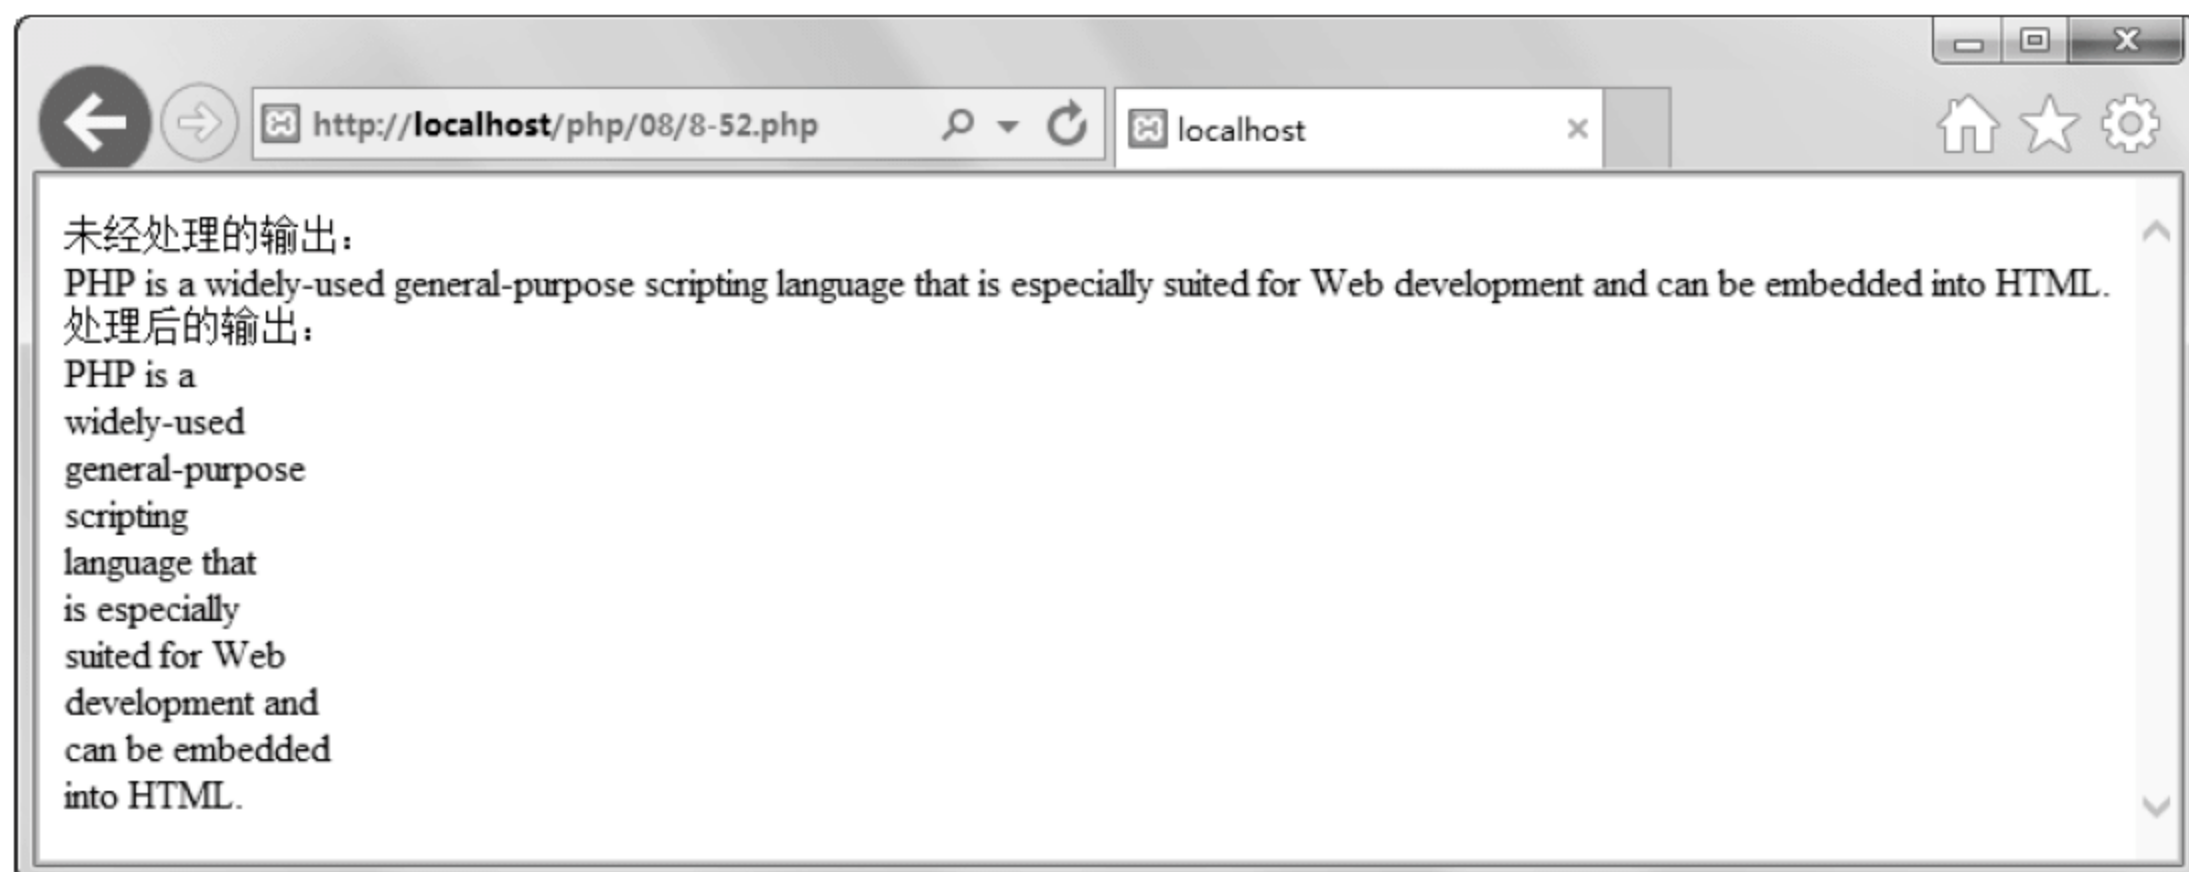 http://localhost/php/08/8-52.php
localhost
未经处理的输出：
PHP is a widely-used general-purpose scripting language that is especially suited for Web development and can be embedded into HTML.
处理后的输出：
PHP is a
widely-used
general-purpose
scripting
language that
is especially
suited for Web
development and
can be embedded
into HTML.